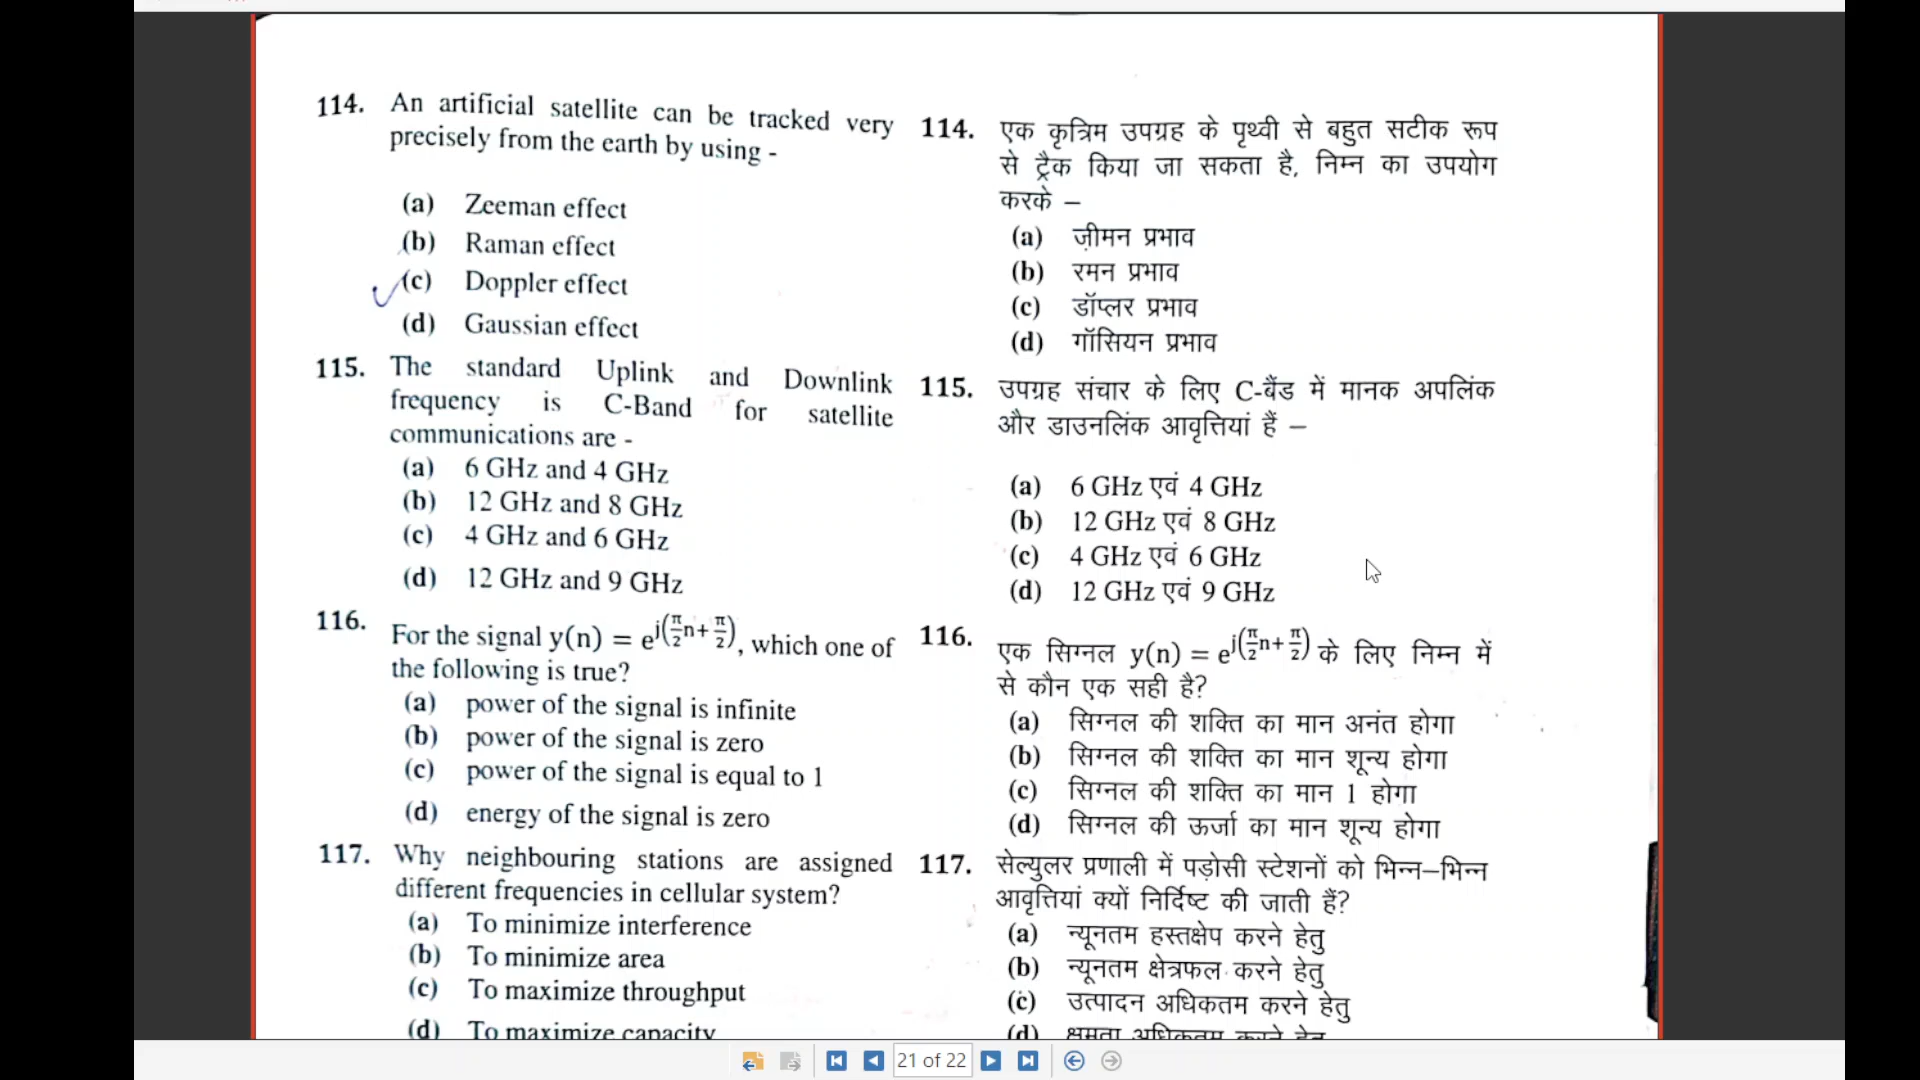 114. An artificial satellite can be tracked very
precisely from the earth by using -
(a) Zeeman effect
(b) Raman effect
(c) Doppler effect
(d) Gaussian effect
115. The standard Uplink and Downlink
frequency is C-Band for satellite
communications are -
(a) 6 GHz and 4 GHz
(b) 12 GHz and 8 GHz
(c) 4 GHz and 6 GHz
(d) 12 GHz and 9 GHz
116. For the signal y(n) = e^j(π/2 n+ π/2), which one of
the following is true?
(a) power of the signal is infinite
(b) power of the signal is zero
(c) power of the signal is equal to 1
(d) energy of the signal is zero
117. Why neighbouring stations are assigned
different frequencies in cellular system?
(a) To minimize interference
(b) To minimize area
(c) To maximize throughput
(d) To maximize capacity
114. एक कृत्रिम उपग्रह के पृथ्वी से बहुत सटीक रूप
से ट्रैक किया जा सकता है, निम्न का उपयोग
करके –
(a) ज़ीमन प्रभाव
(b) रमन प्रभाव
(c) डॉप्लर प्रभाव
(d) गॉसियन प्रभाव
115. उपग्रह संचार के लिए C-बैंड में मानक अपलिंक
और डाउनलिंक आवृत्तियां हैं –
(a) 6 GHz एवं 4 GHz
(b) 12 GHz एवं 8 GHz
(c) 4 GHz एवं 6 GHz
(d) 12 GHz एवं 9 GHz
116. एक सिग्नल y(n) = e^j(π/2 n+ π/2) के लिए निम्न में
से कौन एक सही है?
(a) सिग्नल की शक्ति का मान अनंत होगा
(b) सिग्नल की शक्ति का मान शून्य होगा
(c) सिग्नल की शक्ति का मान 1 होगा
(d) सिग्नल की ऊर्जा का मान शून्य होगा
117. सेल्युलर प्रणाली में पड़ोसी स्टेशनों को भिन्न–भिन्न
आवृत्तियां क्यों निर्दिष्ट की जाती हैं?
(a) न्यूनतम हस्तक्षेप करने हेतु
(b) न्यूनतम क्षेत्रफल करने हेतु
(c) उत्पादन अधिकतम करने हेतु
(d) क्षमता अधिकतम करने हेतु
21 of 22